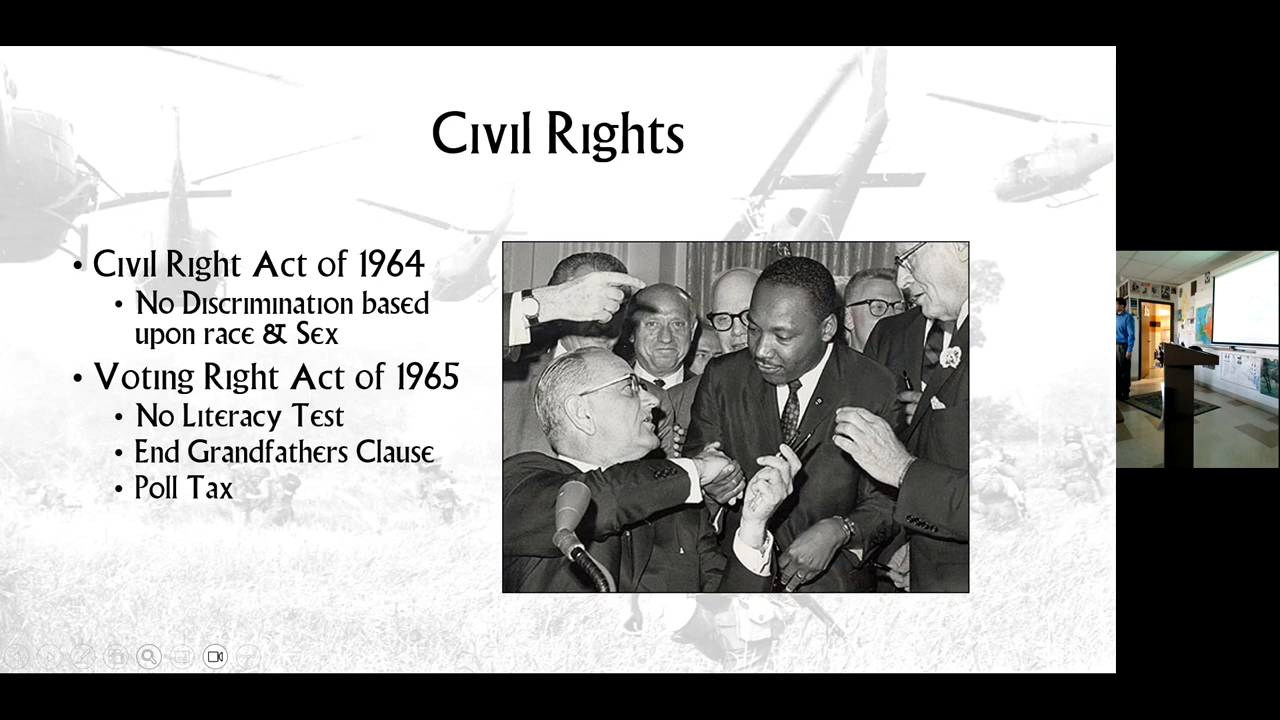 Civil Rights
Civil Right Act of 1964
No Discrimination based
upon race & Sex
Voting Right Act of 1965
No Literacy Test
End Grandfathers Clause
Poll Tax